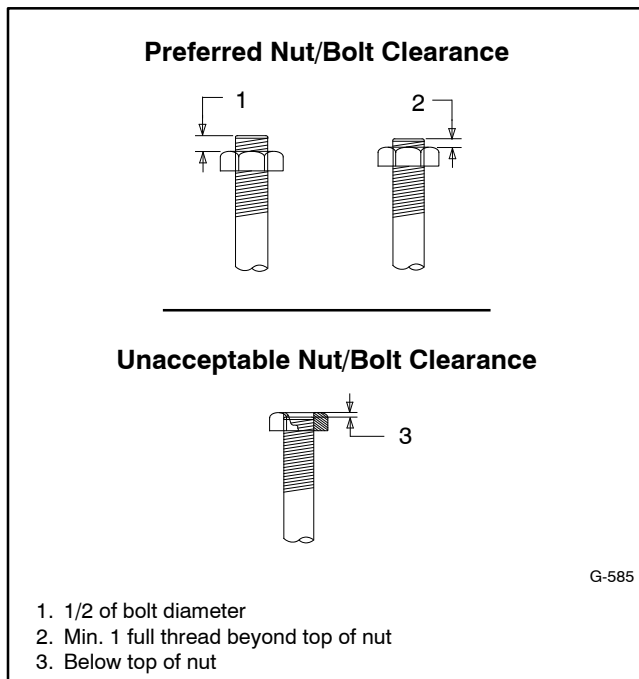 Preferred Nut/Bolt Clearance
1
2
Unacceptable Nut/Bolt Clearance
3
G-585
1. 1/2 of bolt diameter
2. Min. 1 full thread beyond top of nut
3. Below top of nut